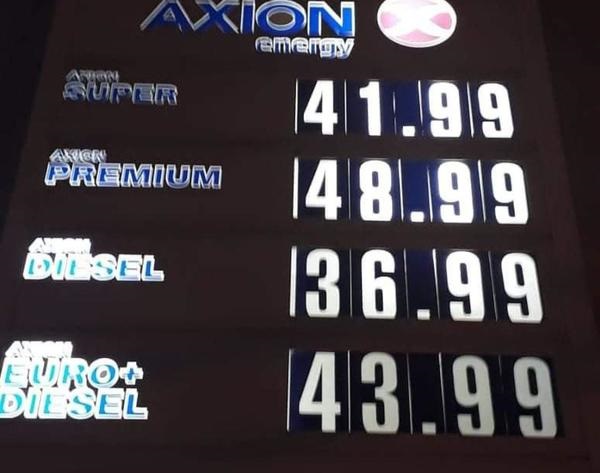 AXION
energy
AXION
SUPER 41.99
AXION
PREMIUM 48.99
AXION
DIESEL 36.99
AXION
EURO+
DIESEL 43.99